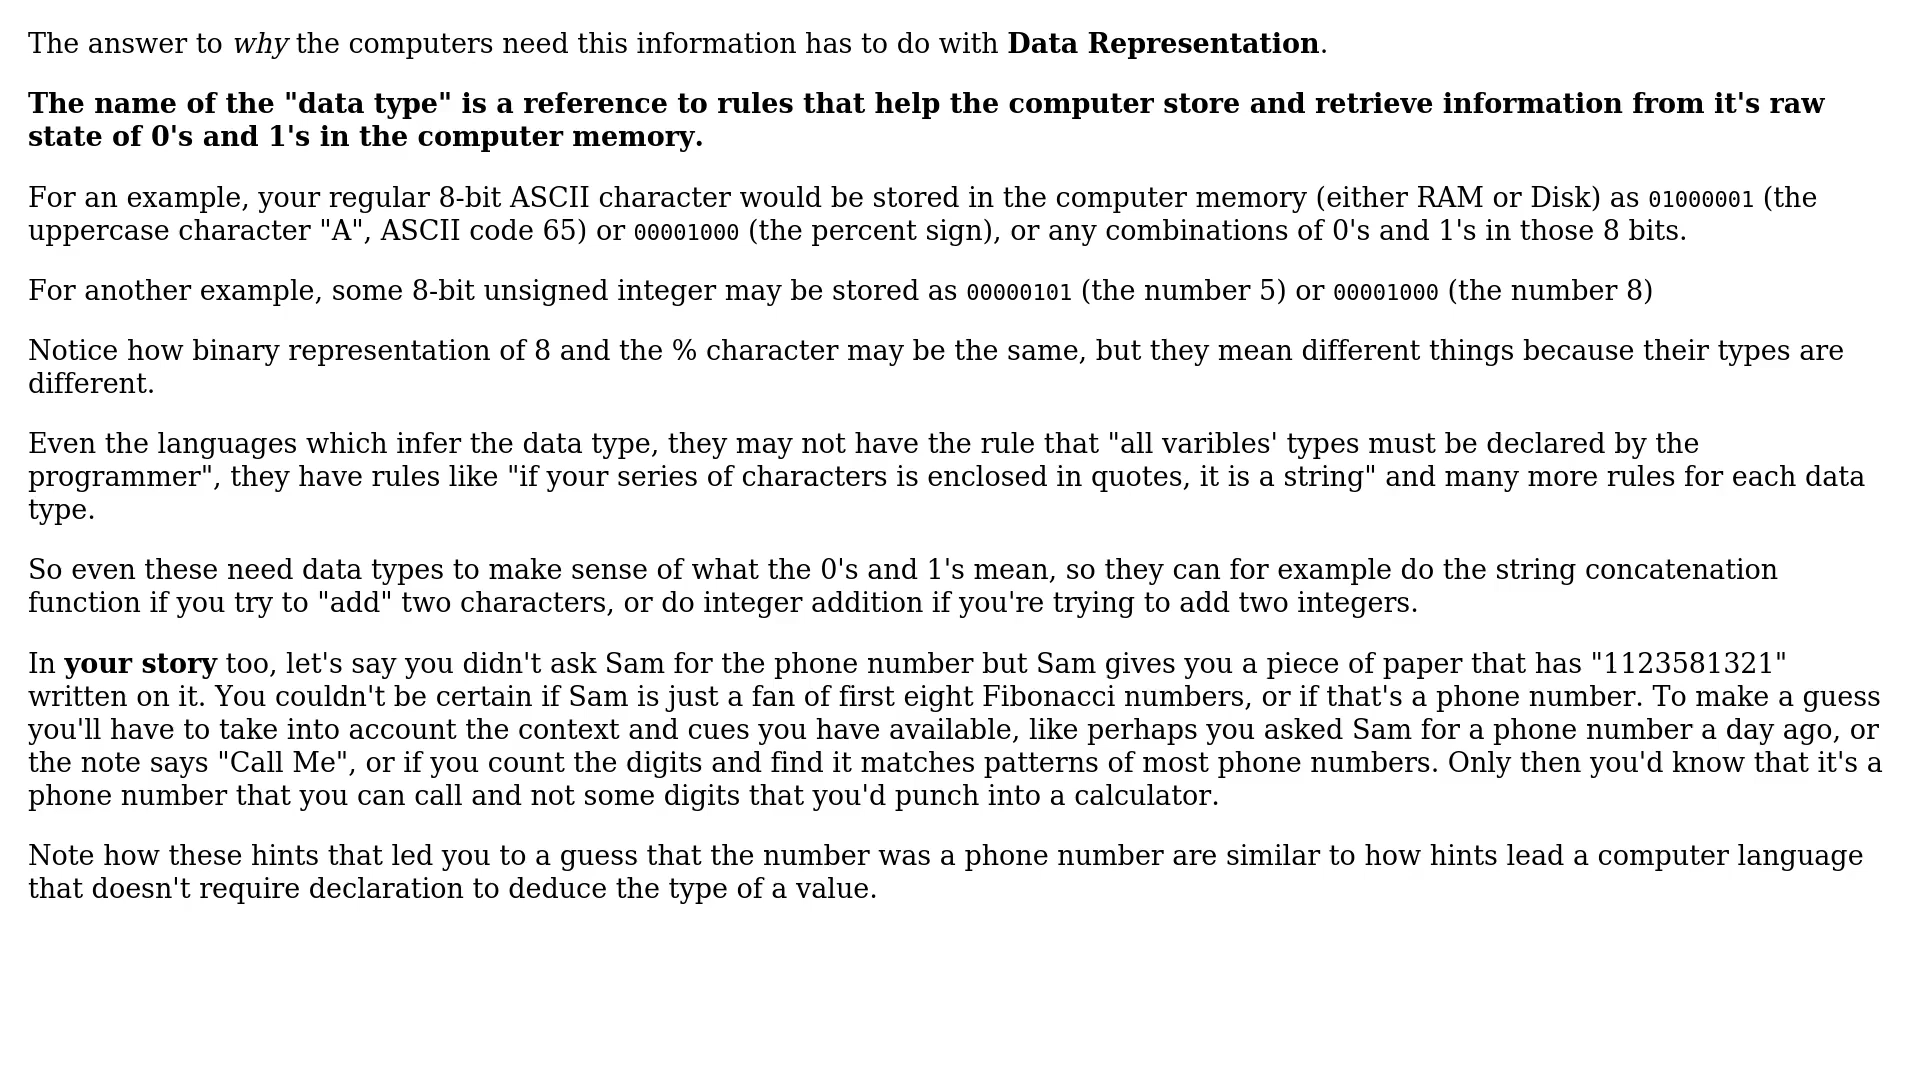 The answer to why the computers need this information has to do with Data Representation.
The name of the "data type" is a reference to rules that help the computer store and retrieve information from it's raw
state of 0's and 1's in the computer memory.
For an example, your regular 8-bit ASCII character would be stored in the computer memory (either RAM or Disk) as 01000001 (the
uppercase character "A", ASCII code 65) or 00001000 (the percent sign), or any combinations of 0's and 1's in those 8 bits.
For another example, some 8-bit unsigned integer may be stored as 00000101 (the number 5) or 00001000 (the number 8)
Notice how binary representation of 8 and the % character may be the same, but they mean different things because their types are
different.
Even the languages which infer the data type, they may not have the rule that "all varibles' types must be declared by the
programmer", they have rules like "if your series of characters is enclosed in quotes, it is a string" and many more rules for each data
type.
So even these need data types to make sense of what the 0's and 1's mean, so they can for example do the string concatenation
function if you try to "add" two characters, or do integer addition if you're trying to add two integers.
In your story too, let's say you didn't ask Sam for the phone number but Sam gives you a piece of paper that has "1123581321"
written on it. You couldn't be certain if Sam is just a fan of first eight Fibonacci numbers, or if that's a phone number. To make a guess
you'll have to take into account the context and cues you have available, like perhaps you asked Sam for a phone number a day ago, or
the note says "Call Me", or if you count the digits and find it matches patterns of most phone numbers. Only then you'd know that it's a
phone number that you can call and not some digits that you'd punch into a calculator.
Note how these hints that led you to a guess that the number was a phone number are similar to how hints lead a computer language
that doesn't require declaration to deduce the type of a value.